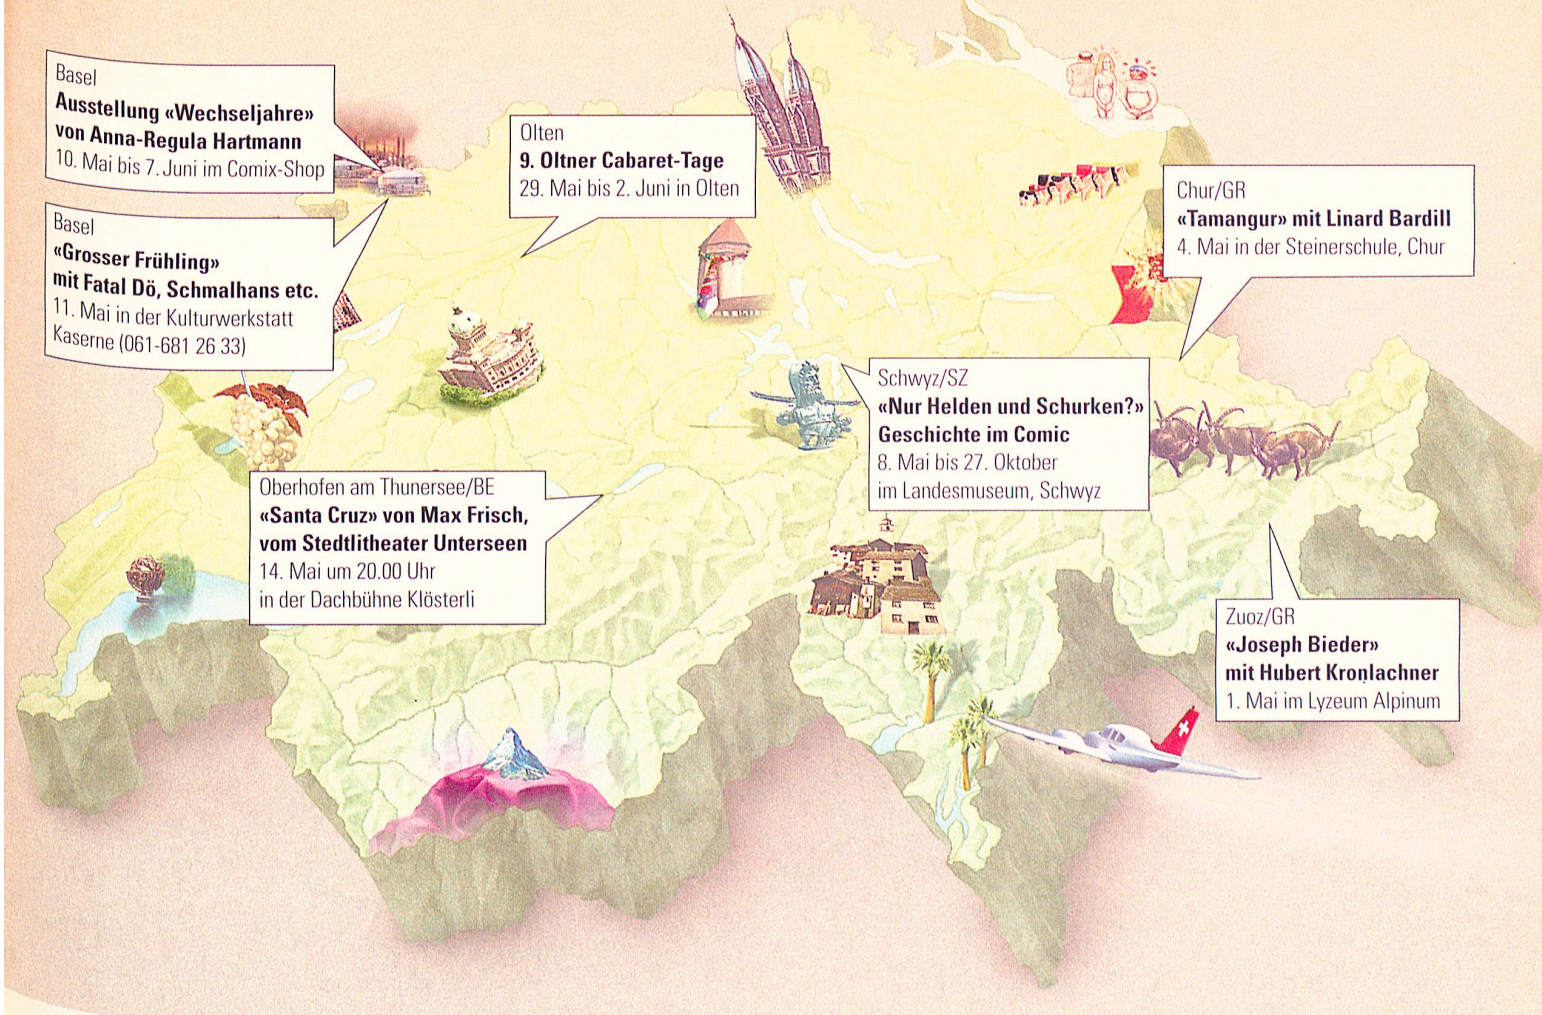 Basel
Ausstellung «Wechseljahre»
von Anna-Regula Hartmann
10. Mai bis 7. Juni im Comix-Shop
Basel
«Grosser Frühling»
mit Fatal Dö, Schmalhans etc.
11. Mai in der Kulturwerkstatt
Kaserne (061-681 26 33)
Olten
9. Oltner Cabaret-Tage
29. Mai bis 2. Juni in Olten
Chur/GR
«Tamangur» mit Linard Bardill
4. Mai in der Steinerschule, Chur
Schwyz/SZ
«Nur Helden und Schurken?»
Geschichte im Comic
8. Mai bis 27. Oktober
im Landesmuseum, Schwyz
Oberhofen am Thunersee/BE
«Santa Cruz» von Max Frisch,
vom Stedtlitheater Unterseen
14. Mai um 20.00 Uhr
in der Dachbühne Klösterli
Zuoz/GR
«Joseph Bieder»
mit Hubert Kronlachner
1. Mai im Lyzeum Alpinum